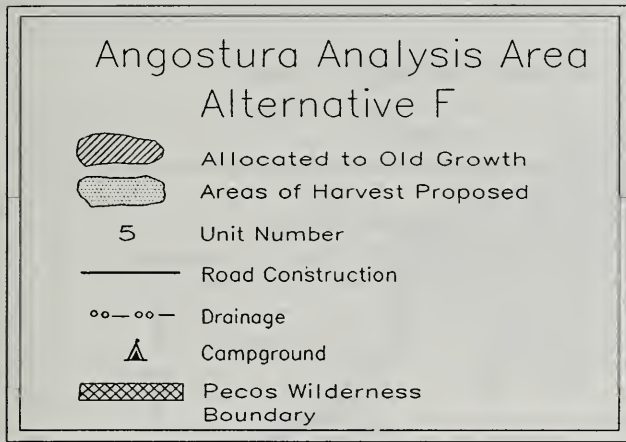 Angostura Analysis Area
Alternative F
Allocated to Old Growth
Areas of Harvest Proposed
5 Unit Number
Road Construction
Drainage
Campground
Pecos Wilderness
Boundary